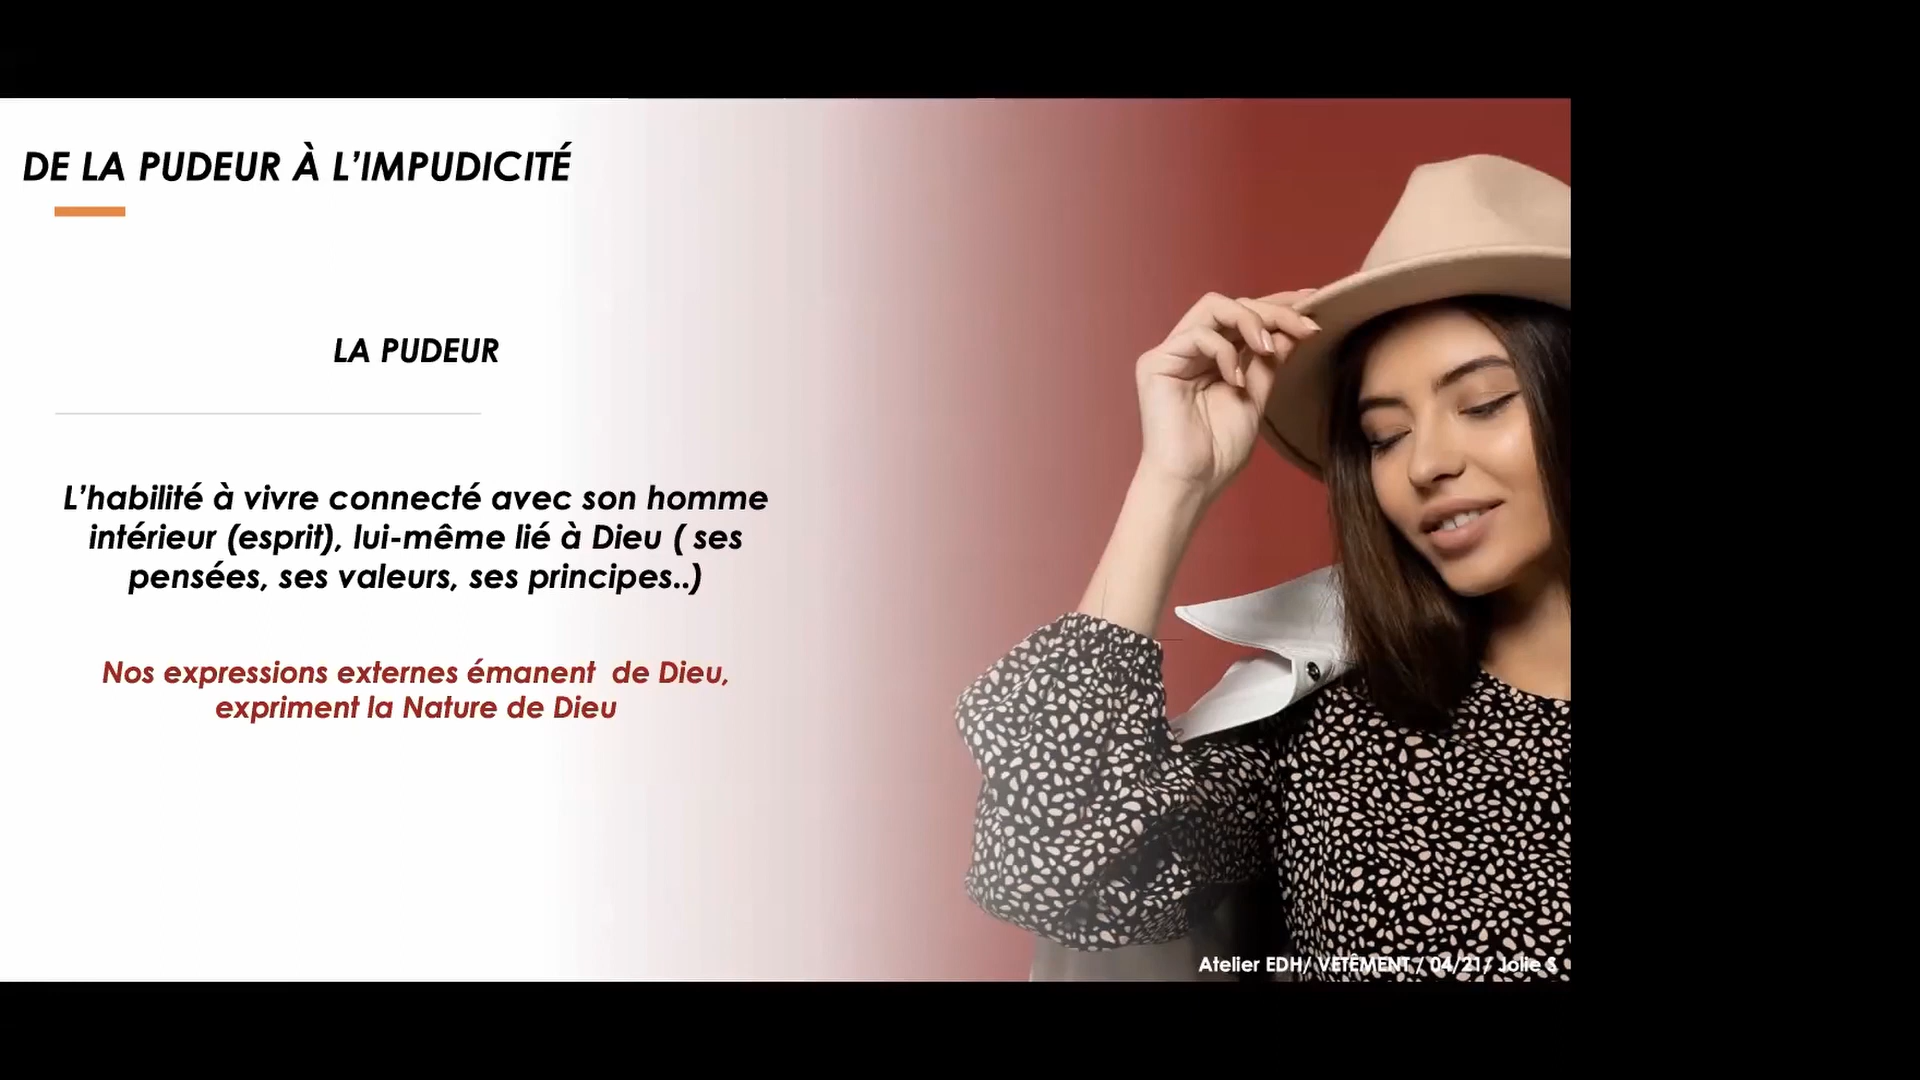 DE LA PUDEUR À L'IMPUDICITÉ
LA PUDEUR
L'habilité à vivre connecté avec son homme
intérieur (esprit), lui-même lié à Dieu ( ses
pensées, ses valeurs, ses principes..)
Nos expressions externes émanent  de Dieu,
expriment la Nature de Dieu
Atelier EDH/ VETÊMENT / 04/21/ Jolie S